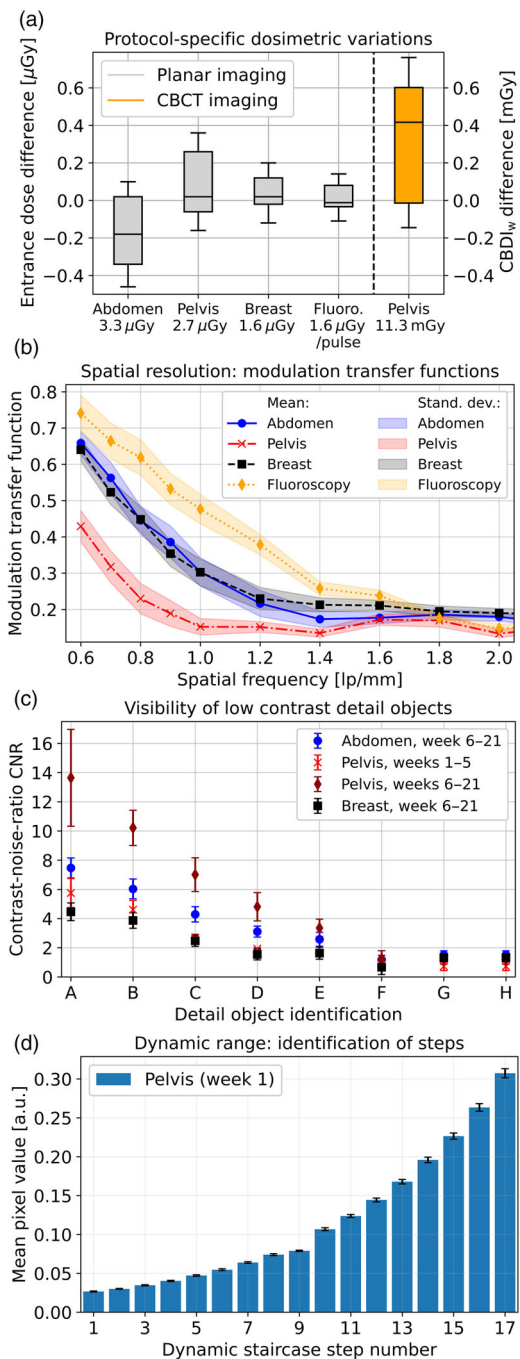 (a)
Protocol-specific dosimetric variations
Entrance dose difference [μGy]
0.6
0.4
0.2
0.0
−0.2
−0.4
Planar imaging
CBCT imaging
0.6
0.4
0.2
0.0
−0.2
−0.4
CBDIw difference [mGy]
Abdomen
3.3 μGy
Pelvis
2.7 μGy
Breast
1.6 μGy
Fluoro.
1.6 μGy
/pulse
Pelvis
11.3 mGy
(b)
Spatial resolution: modulation transfer functions
Modulation transfer function
0.8
0.7
0.6
0.5
0.4
0.3
0.2
Mean:
Abdomen
Pelvis
Breast
Fluoroscopy
Stand. dev.:
Abdomen
Pelvis
Breast
Fluoroscopy
0.6 0.8 1.0 1.2 1.4 1.6 1.8 2.0
Spatial frequency [lp/mm]
(c)
Visibility of low contrast detail objects
Contrast-noise-ratio CNR
16
14
12
10
8
6
4
2
0
Abdomen, week 6–21
Pelvis, weeks 1–5
Pelvis, weeks 6–21
Breast, week 6–21
A B C D E F G H
Detail object identification
(d)
Dynamic range: identification of steps
Mean pixel value [a.u.]
0.30
0.25
0.20
0.15
0.10
0.05
0.00
Pelvis (week 1)
1 3 5 7 9 11 13 15 17
Dynamic staircase step number